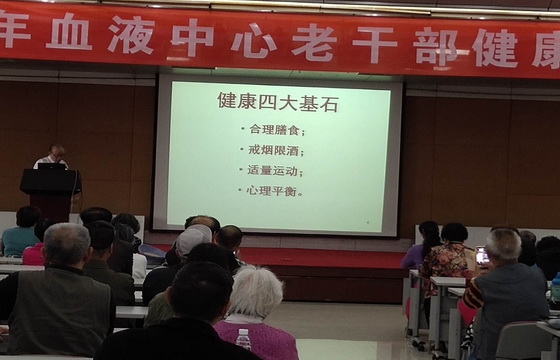 年血液中心老干部健康
健康四大基石
·合理膳食；
·戒烟限酒；
·适量运动；
·心理平衡。